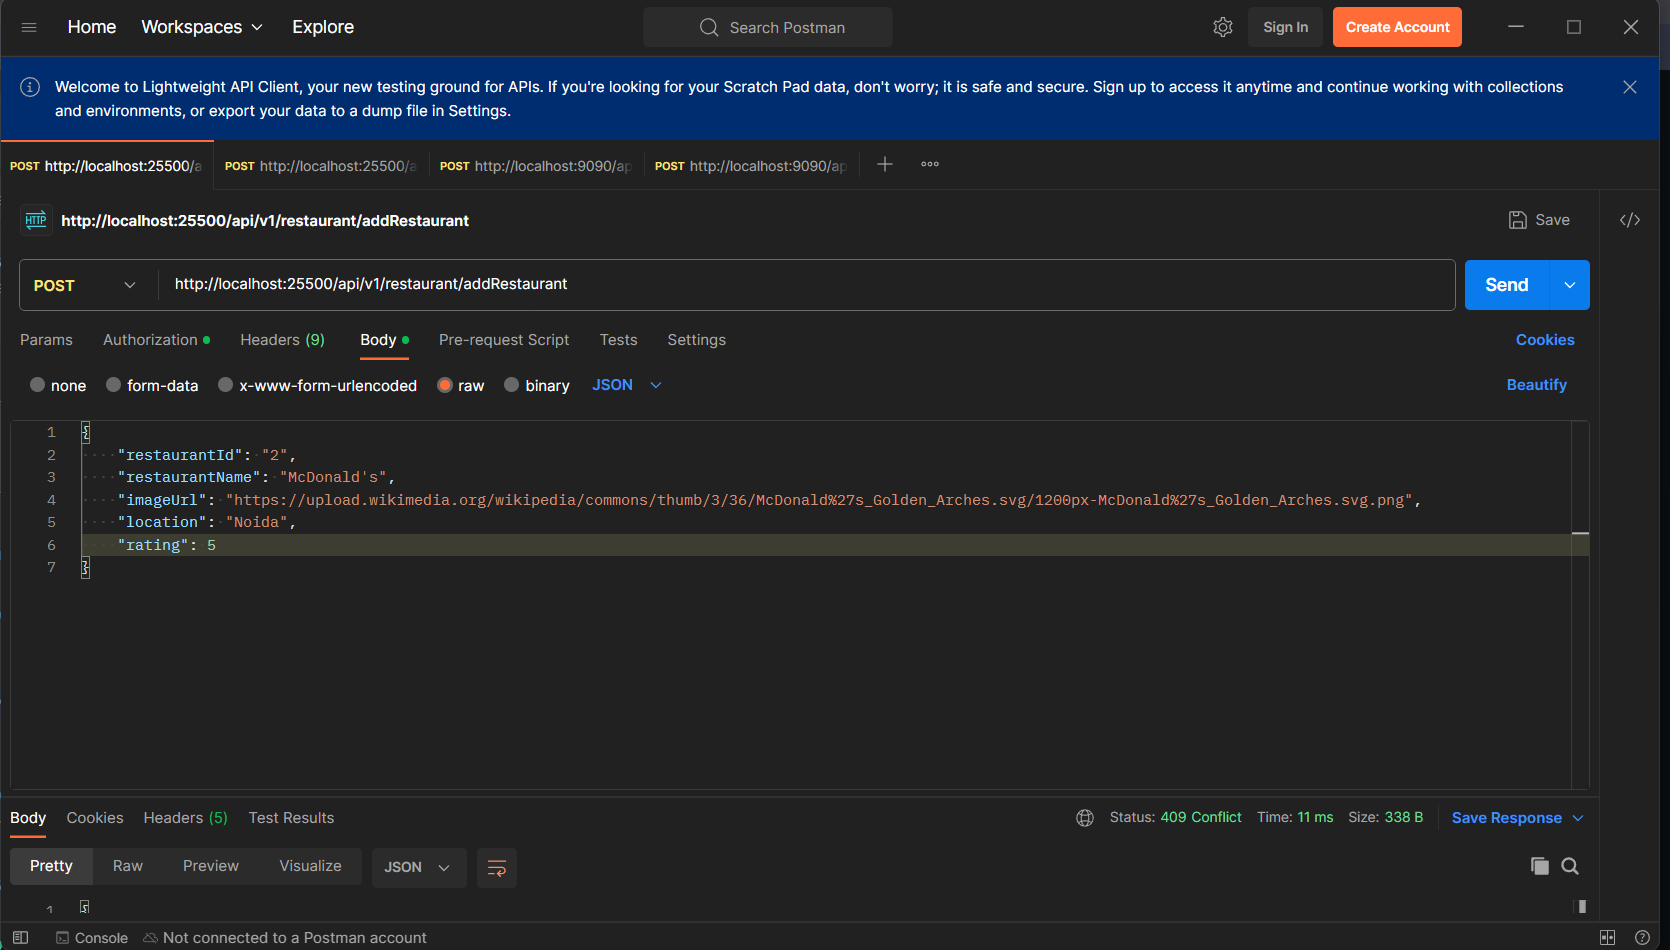 Home Workspaces Explore Search Postman Sign In Create Account
Welcome to Lightweight API Client, your new testing ground for APIs. If you're looking for your Scratch Pad data, don't worry; it is safe and secure. Sign up to access it anytime and continue working with collections
and environments, or export your data to a dump file in Settings.
POST http://localhost:25500/a POST http://localhost:25500/a POST http://localhost:9090/ap POST http://localhost:9090/ap
HTTP http://localhost:25500/api/v1/restaurant/addRestaurant Save </>
POST http://localhost:25500/api/v1/restaurant/addRestaurant Send
Params Authorization Headers (9) Body Pre-request Script Tests Settings Cookies
none form-data x-www-form-urlencoded raw binary JSON Beautify
1 {
2 "restaurantId": "2",
3 "restaurantName": "McDonald's",
4 "imageUrl": "https://upload.wikimedia.org/wikipedia/commons/thumb/3/36/McDonald%27s_Golden_Arches.svg/1200px-McDonald%27s_Golden_Arches.svg.png",
5 "location": "Noida",
6 "rating": 5
7 }
Body Cookies Headers (5) Test Results Status: 409 Conflict Time: 11 ms Size: 338 B Save Response
Pretty Raw Preview Visualize JSON
1 {
Console Not connected to a Postman account